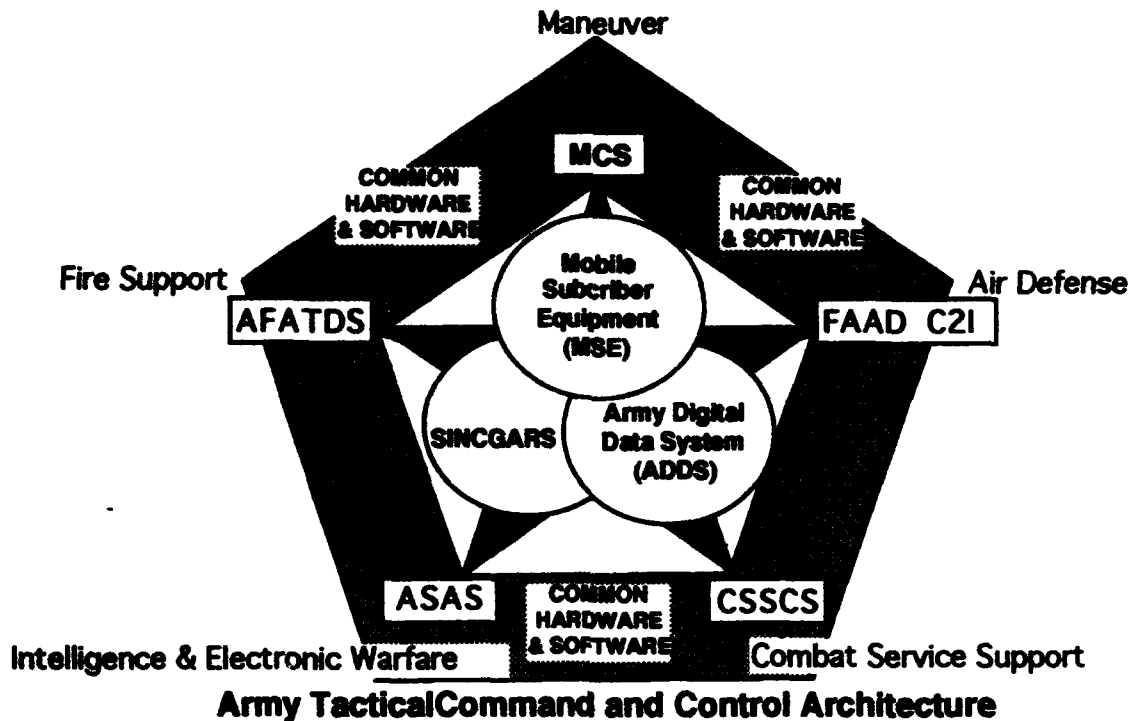 Maneuver
MCS
COMMON
HARDWARE
& SOFTWARE
COMMON
HARDWARE
& SOFTWARE
Mobile
Subcriber
Equipment
(MSE)
Fire Support
Air Defense
AFATDS
FAAD C2I
SINCGARS
Army Digital
Data System
(ADDS)
ASAS
COMMON
HARDWARE
& SOFTWARE
CSSCS
Intelligence & Electronic Warfare
Combat Service Support
Army TacticalCommand and Control Architecture